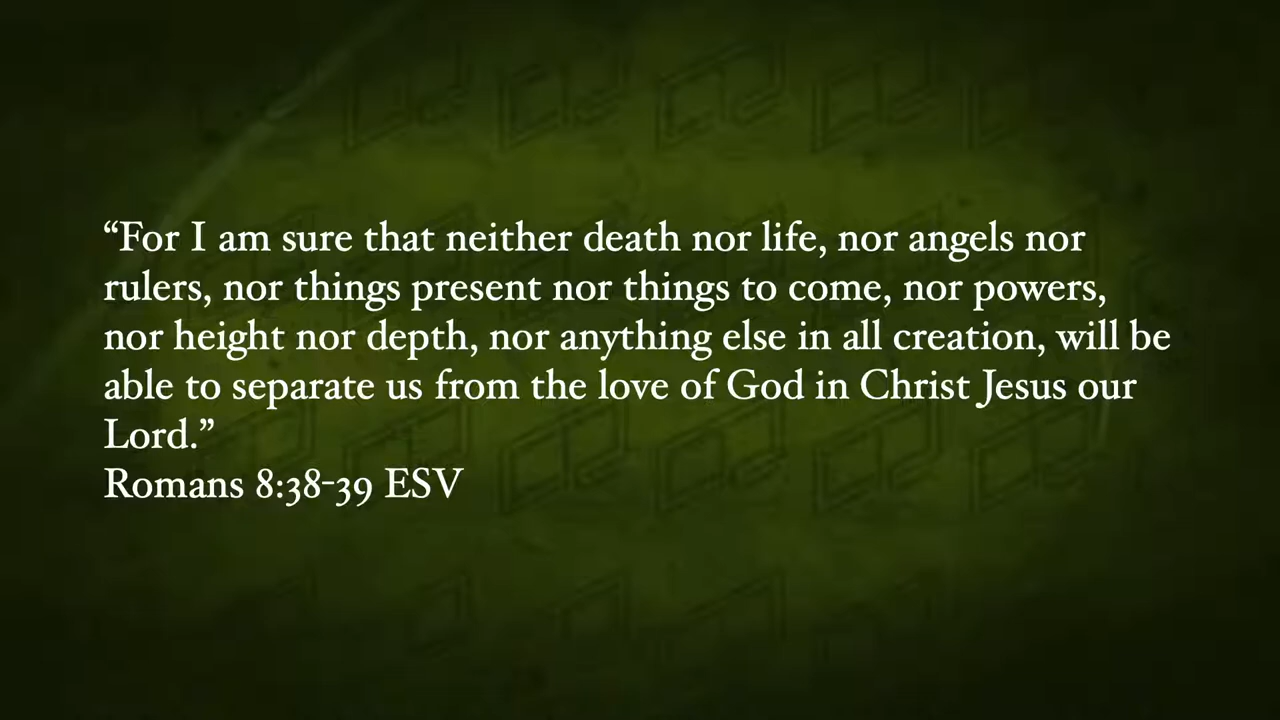 “For I am sure that neither death nor life, nor angels nor
rulers, nor things present nor things to come, nor powers,
nor height nor depth, nor anything else in all creation, will be
able to separate us from the love of God in Christ Jesus our
Lord.”
Romans 8:38-39 ESV